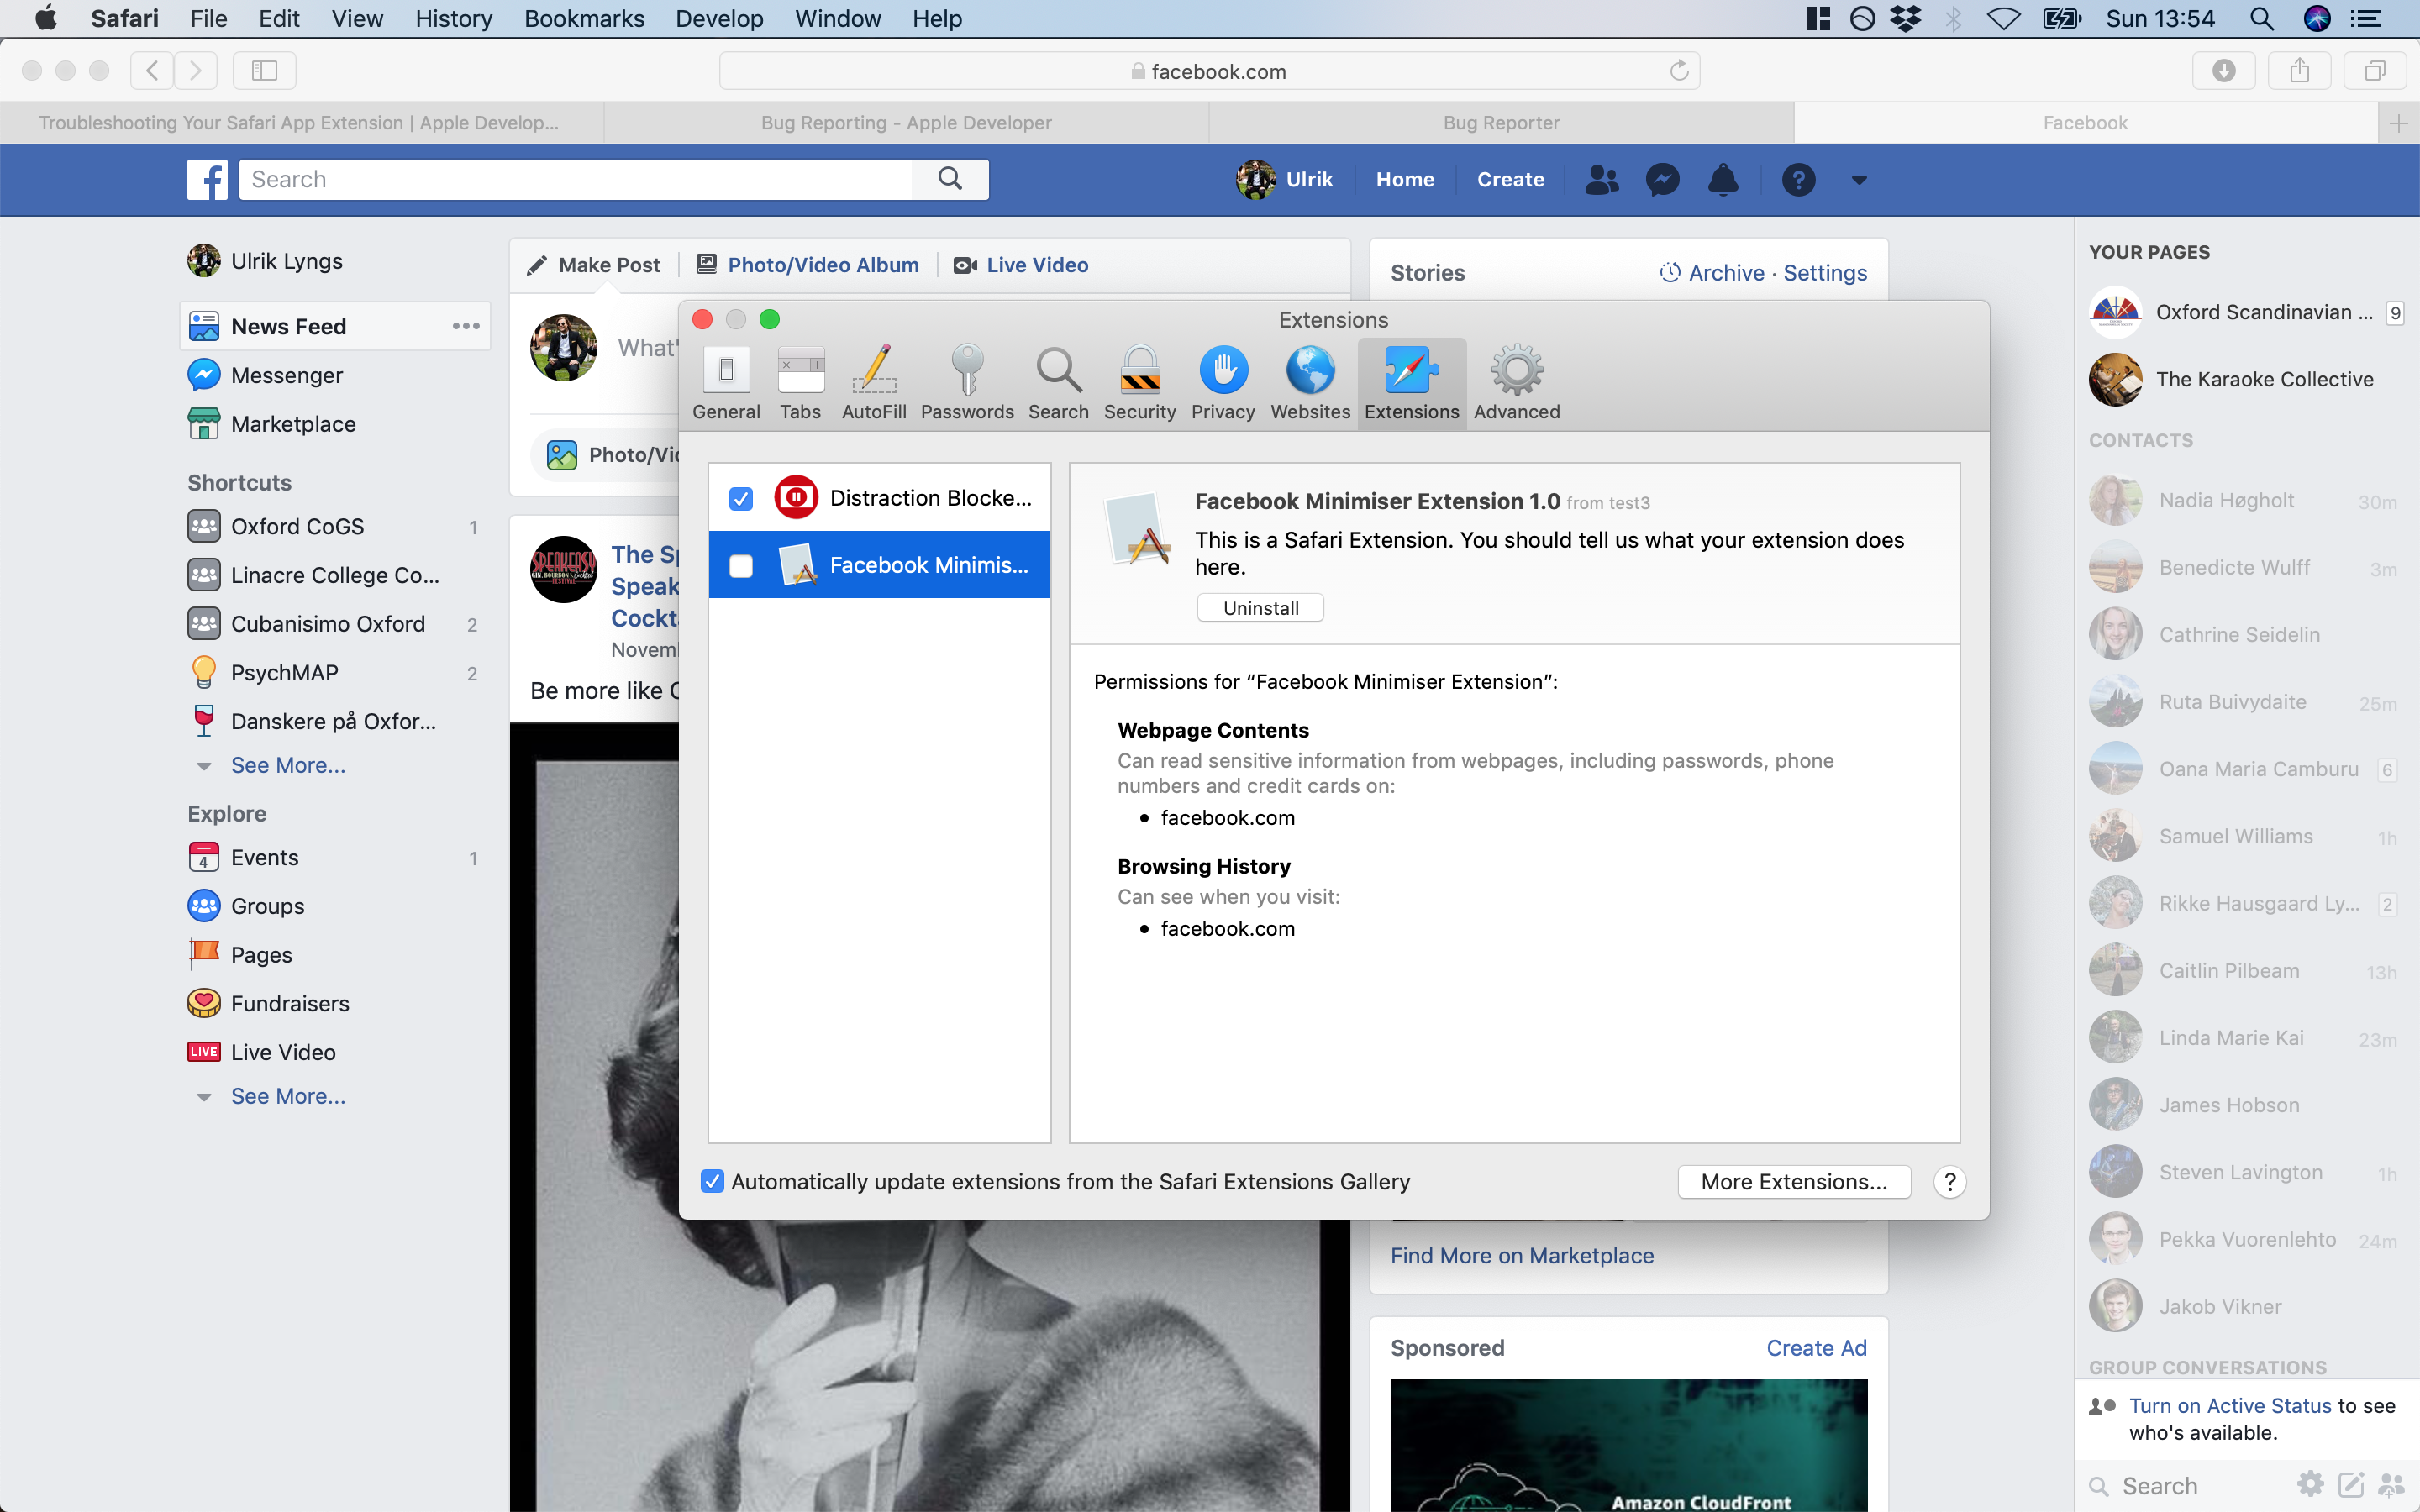 Safari File Edit View History Bookmarks Develop Window Help
Sun 13:54
facebook.com
Troubleshooting Your Safari App Extension | Apple Develop...
Bug Reporting - Apple Developer
Bug Reporter
Facebook
Search
Ulrik
Home
Create
Ulrik Lyngs
News Feed
Messenger
Marketplace
Shortcuts
Oxford CoGS 1
Linacre College Co...
Cubanisimo Oxford 2
PsychMAP 2
Danskere på Oxfor...
See More...
Explore
4
Events 1
Groups
Pages
Fundraisers
LIVE
Live Video
See More...
Make Post
Photo/Video Album
Live Video
What'
Photo/Vi
SPEAKEASY
GIN, BOURBON & Cocktail
FESTIVAL
The S
Speak
Cockt
Novem
Be more like
Stories
Archive · Settings
Extensions
General
Tabs
AutoFill
Passwords
Search
Security
Privacy
Websites
Extensions
Advanced
Distraction Blocke...
Facebook Minimis...
Facebook Minimiser Extension 1.0 from test3
This is a Safari Extension. You should tell us what your extension does
here.
Uninstall
Permissions for “Facebook Minimiser Extension”:
Webpage Contents
Can read sensitive information from webpages, including passwords, phone
numbers and credit cards on:
• facebook.com
Browsing History
Can see when you visit:
• facebook.com
Automatically update extensions from the Safari Extensions Gallery
More Extensions...
?
Find More on Marketplace
Sponsored
Create Ad
Amazon CloudFront
YOUR PAGES
Oxford Scandinavian ... 9
The Karaoke Collective
CONTACTS
Nadia Høgholt 30m
Benedicte Wulff 3m
Cathrine Seidelin
Ruta Buivydaite 25m
Oana Maria Camburu 6
Samuel Williams 1h
Rikke Hausgaard Ly... 2
Caitlin Pilbeam 13h
Linda Marie Kai 23m
James Hobson
Steven Lavington 1h
Pekka Vuorenlehto 24m
Jakob Vikner
GROUP CONVERSATIONS
Turn on Active Status to see
who's available.
Search